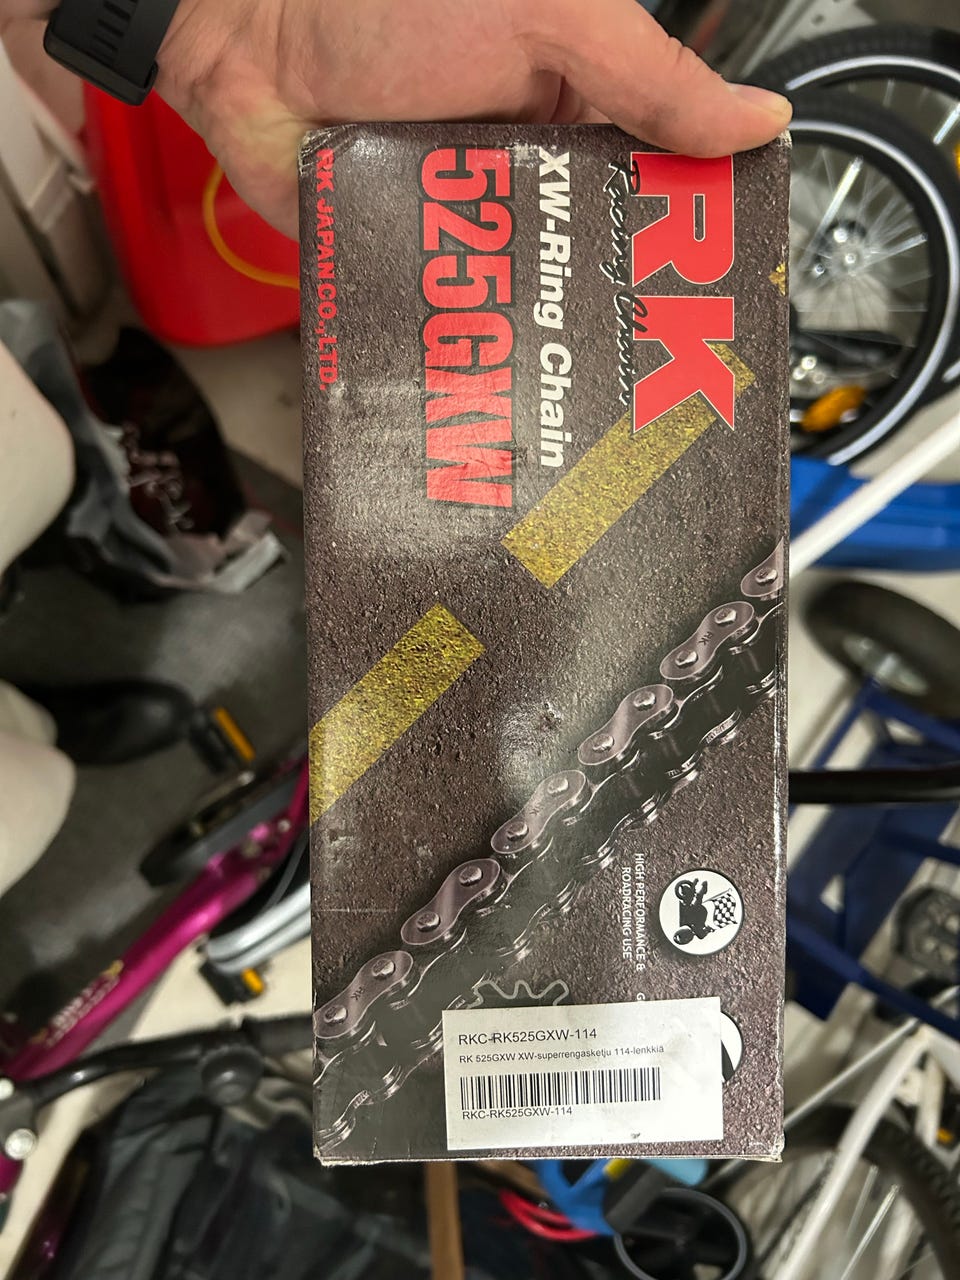 RK
Racing Chain
XW-Ring Chain
525GXW
RK JAPAN CO., LTD.
HIGH PERFORMANCE &
ROADRACING USE
RKC-RK525GXW-114
RK 525GXW XW-superrengasketju 114-lenkkiä
RKC-RK525GXW-114